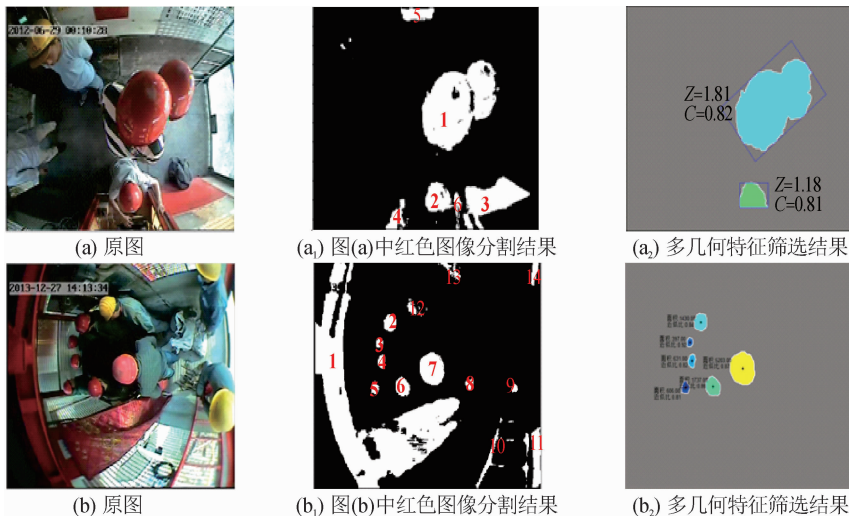 2012-06-29 00:10:28
5
1
2
6
3
4
Z=1.81
C=0.82
Z=1.18
C=0.81
(a) 原图
(a₁) 图(a)中红色图像分割结果
(a₂) 多几何特征筛选结果
2013-12-27 14:13:34
13
14
12
2
3
1
4
7
5
6
8
9
10
11
(b) 原图
(b₁) 图(b)中红色图像分割结果
(b₂) 多几何特征筛选结果